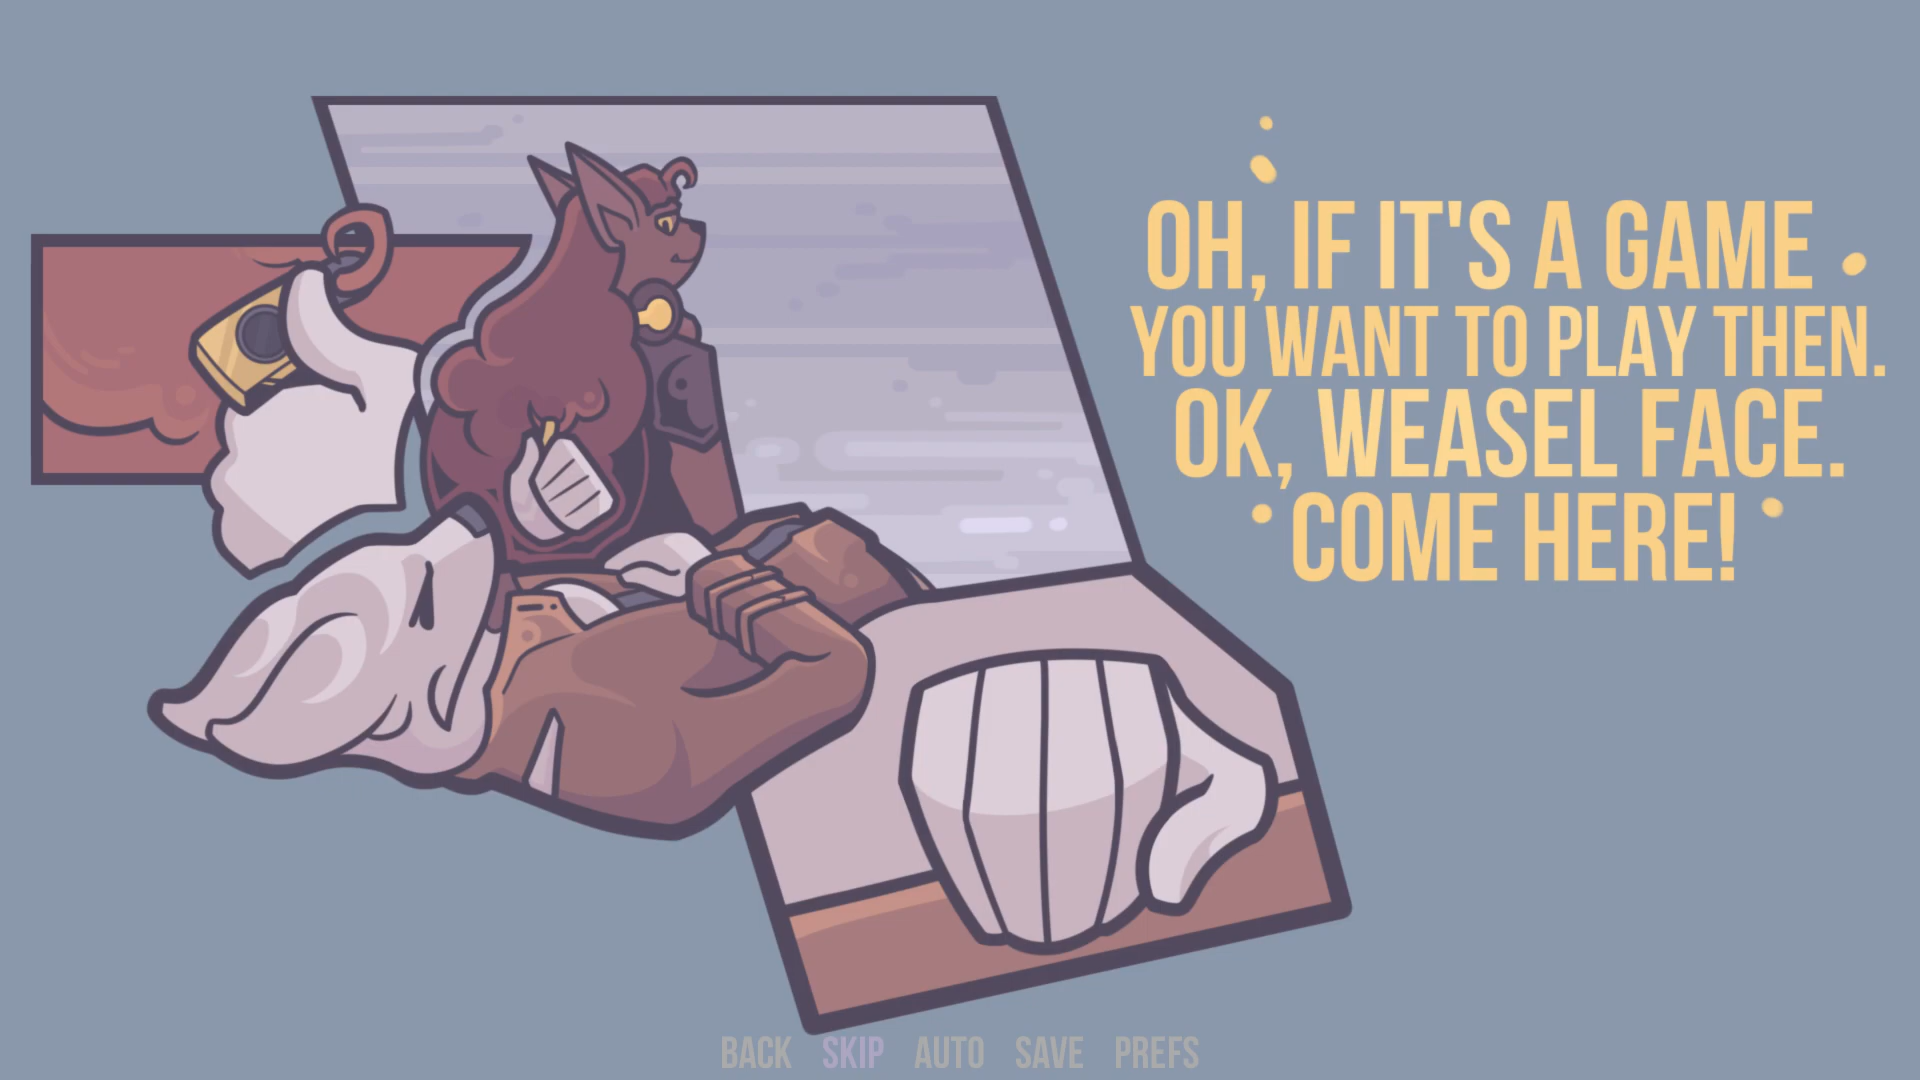 OH, IF IT'S A GAME
YOU WANT TO PLAY THEN.
OK, WEASEL FACE.
COME HERE!
BACK SKIP AUTO SAVE PREFS